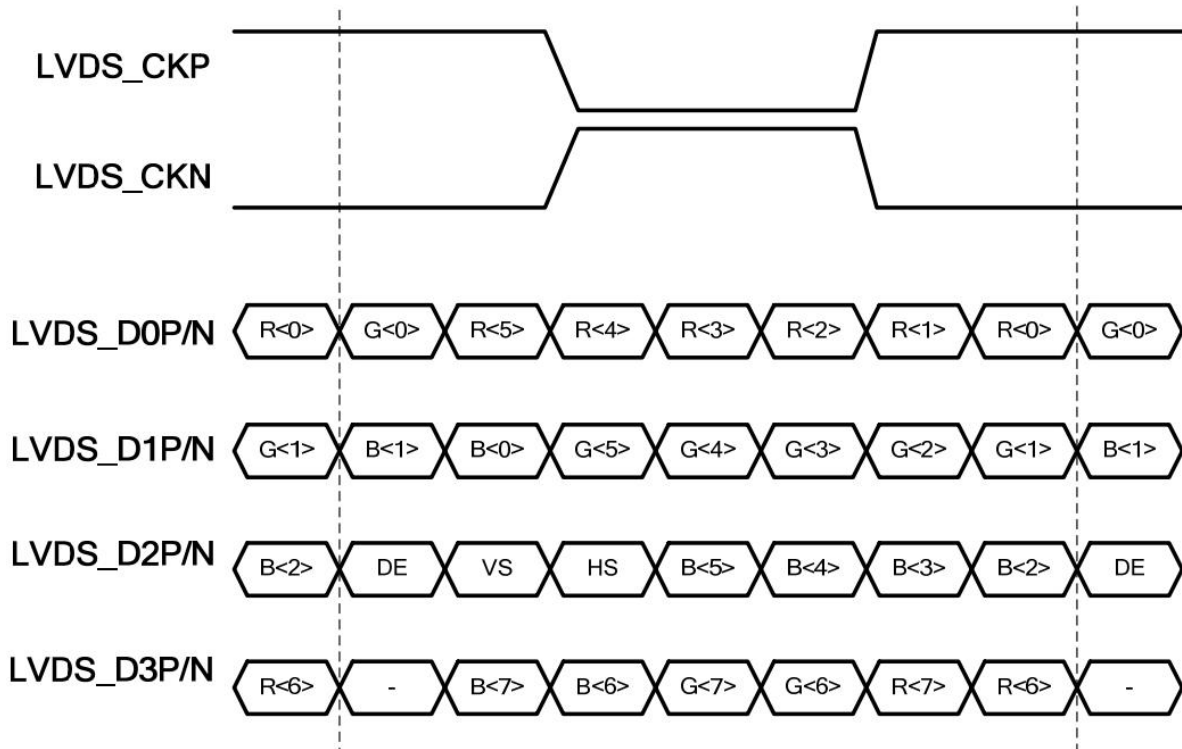 LVDS_CKP
LVDS_CKN
LVDS_D0P/N R<0> G<0> R<5> R<4> R<3> R<2> R<1> R<0> G<0>
LVDS_D1P/N G<1> B<1> B<0> G<5> G<4> G<3> G<2> G<1> B<1>
LVDS_D2P/N B<2> DE VS HS B<5> B<4> B<3> B<2> DE
LVDS_D3P/N R<6> - B<7> B<6> G<7> G<6> R<7> R<6> -